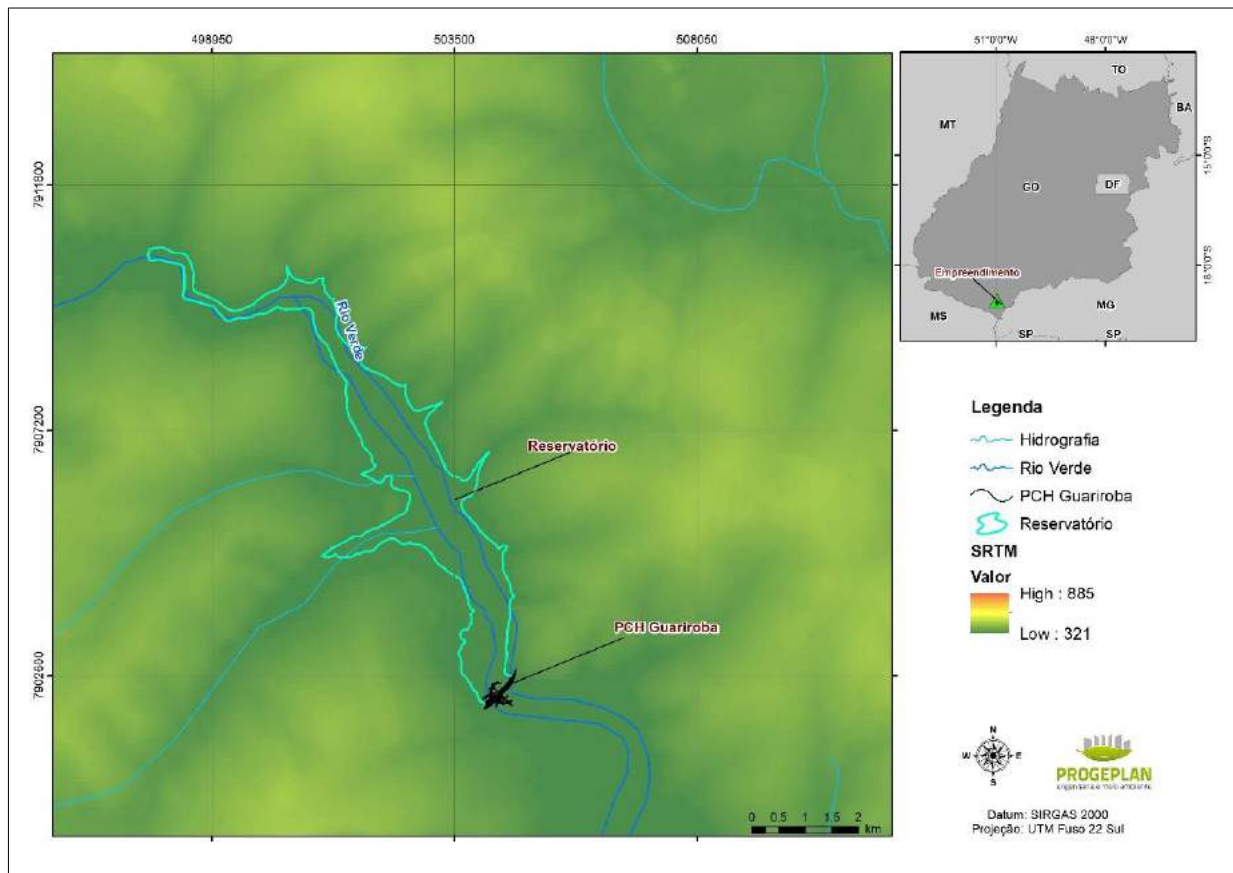 498950 503500 508050
7911800
7907200
7902600
Rio Verde
Reservatório
PCH Guariroba
0 0.5 1 1.5 2
km
51°0'0"W 48°0'0"W
15°0'0"S
18°0'0"S
TO
BA
MT
GO
DF
Empreendimento
MG
MS
SP
SP
Legenda
Hidrografia
Rio Verde
PCH Guariroba
Reservatório
SRTM
Valor
High : 885
Low : 321
N
W E
S
PROGEPLAN
engenharia e meio ambiente
Datum: SIRGAS 2000
Projeção: UTM Fuso 22 Sul